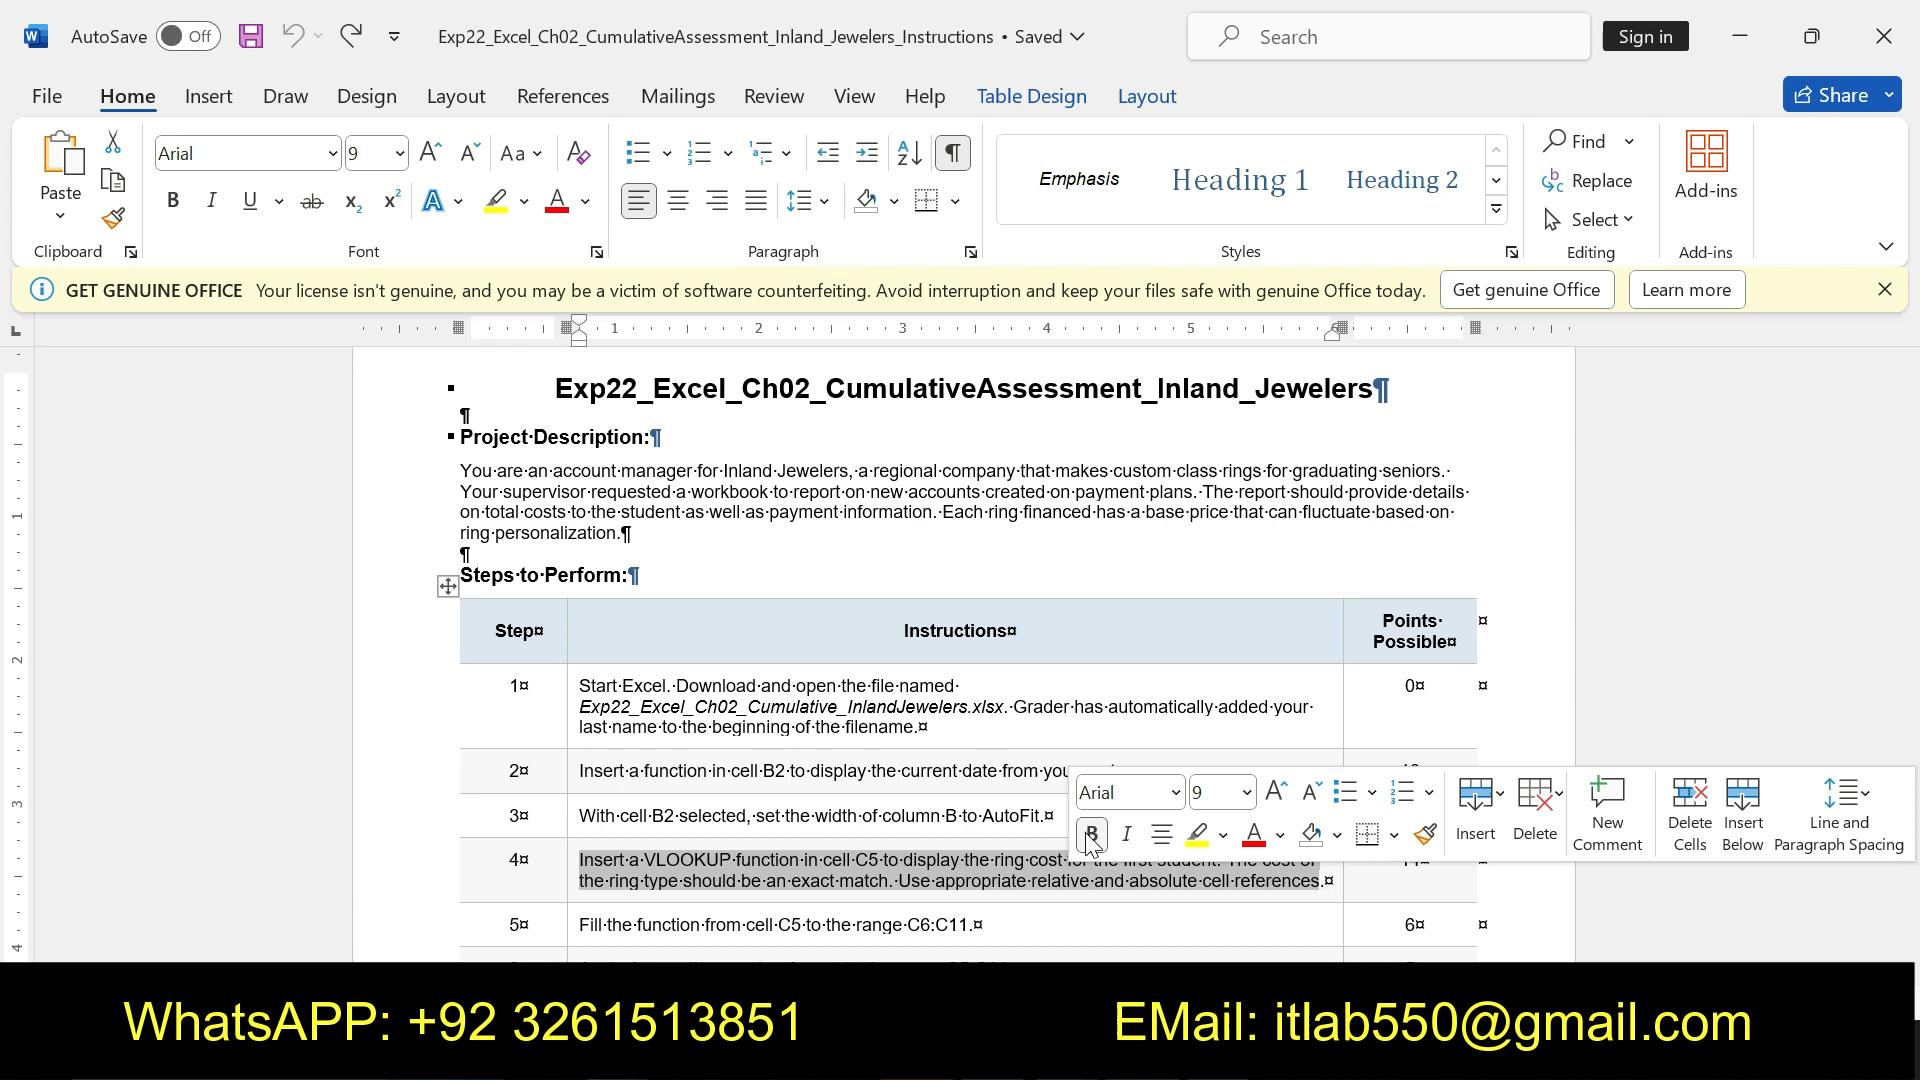 AutoSave Off Exp22_Excel_Ch02_CumulativeAssessment_Inland_Jewelers_Instructions • Saved Search Sign in
File Home Insert Draw Design Layout References Mailings Review View Help Table Design Layout Share
Paste
Clipboard
Arial 9
Font
Paragraph
Emphasis Heading 1 Heading 2
Styles
Find
Replace
Select
Editing
Add-ins
Add-ins
GET GENUINE OFFICE Your license isn't genuine, and you may be a victim of software counterfeiting. Avoid interruption and keep your files safe with genuine Office today. Get genuine Office Learn more
1 2 3 4 5
Exp22_Excel_Ch02_CumulativeAssessment_Inland_Jewelers¶
¶
Project·Description:¶
You·are·an·account·manager·for·Inland·Jewelers,·a·regional·company·that·makes·custom·class·rings·for·graduating·seniors.·
Your·supervisor·requested·a·workbook·to·report·on·new·accounts·created·on·payment·plans.·The·report·should·provide·details·
on·total·costs·to·the·student·as·well·as·payment·information.·Each·ring·financed·has·a·base·price·that·can·fluctuate·based·on·
ring·personalization.¶
¶
Steps·to·Perform:¶
Step¤ Instructions¤ Points·
Possible¤ ¤
1¤ Start·Excel.·Download·and·open·the·file·named·
Exp22_Excel_Ch02_Cumulative_InlandJewelers.xlsx.·Grader·has·automatically·added·your·
last·name·to·the·beginning·of·the·filename.¤ 0¤ ¤
2¤ Insert·a·function·in·cell·B2·to·display·the·current·date·from·
3¤ With·cell·B2·selected,·set·the·width·of·column·B·to·AutoFit.¤
4¤ Insert·a·VLOOKUP·function·in·cell·C5·to·display·the·ring·cost·
the·ring·type·should·be·an·exact·match.·Use·appropriate·relative·and·absolute·cell·references.¤
5¤ Fill·the·function·from·cell·C5·to·the·range·C6:C11.¤ 6¤ ¤
Arial 9
Insert
Delete
New
Comment
Delete
Cells
Insert
Below
Line and
Paragraph Spacing
WhatsAPP: +92 3261513851 EMail: itlab550@gmail.com